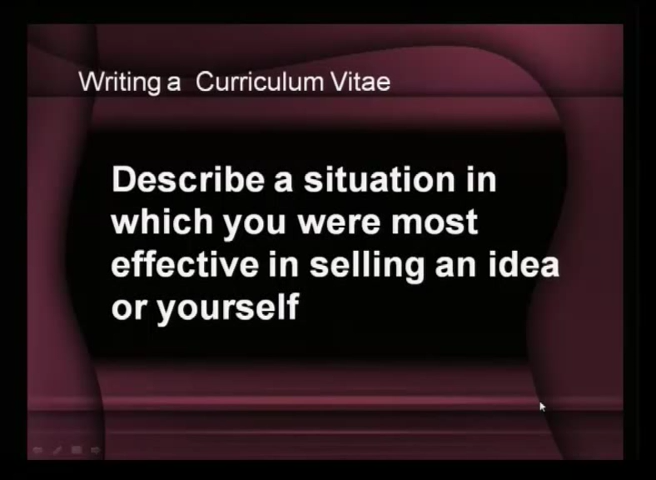 Writing a Curriculum Vitae
Describe a situation in
which you were most
effective in selling an idea
or yourself